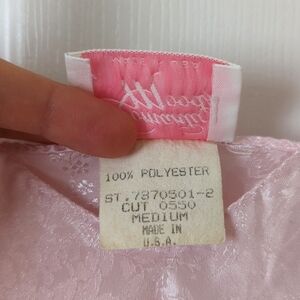 100% POLYESTER
ST. 7870501-2
CUT 0550
MEDIUM
MADE IN
U.S.A.